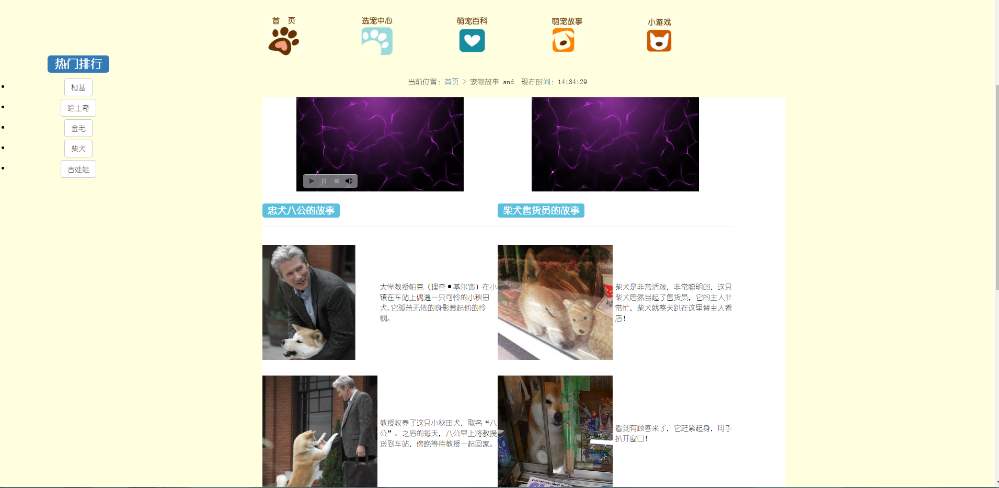 首 页
选宠中心
萌宠百科
萌宠故事
小游戏
热门排行
柯基
哈士奇
金毛
柴犬
吉娃娃
当前位置: 首页 > 宠物故事 and 现在时间: 14:34:29
忠犬八公的故事
柴犬售货员的故事
大学教授帕克（理查•基尔饰）在小
镇在车站上偶遇一只可怜的小秋田
犬,它孤苦无依的身影惹起他的怜
悯。
柴犬是非常活泼，非常聪明的，这只
柴犬居然当起了售货员，它的主人非
常忙，柴犬就整天趴在这里替主人看
店！
教授收养了这只小秋田犬，取名“八
公”。之后的每天，八公早上将教授
送到车站，傍晚等待教授一起回家。
看到有顾客来了，它赶紧起身，用手
扒开窗口！